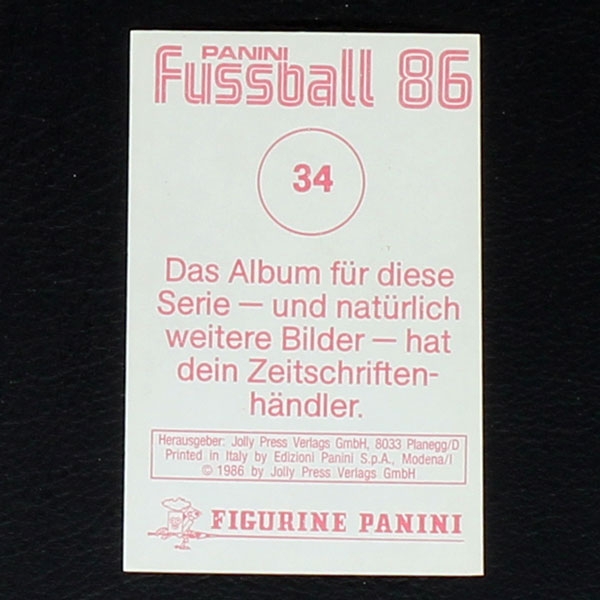 PANINI
Fussball 86
34
Das Album für diese
Serie — und natürlich
weitere Bilder — hat
dein Zeitschriften-
händler.
Herausgeber: Jolly Press Verlags GmbH, 8033 Planegg/D
Printed in Italy by Edizioni Panini S.p.A., Modena/I
© 1986 by Jolly Press Verlags GmbH
FIGURINE PANINI